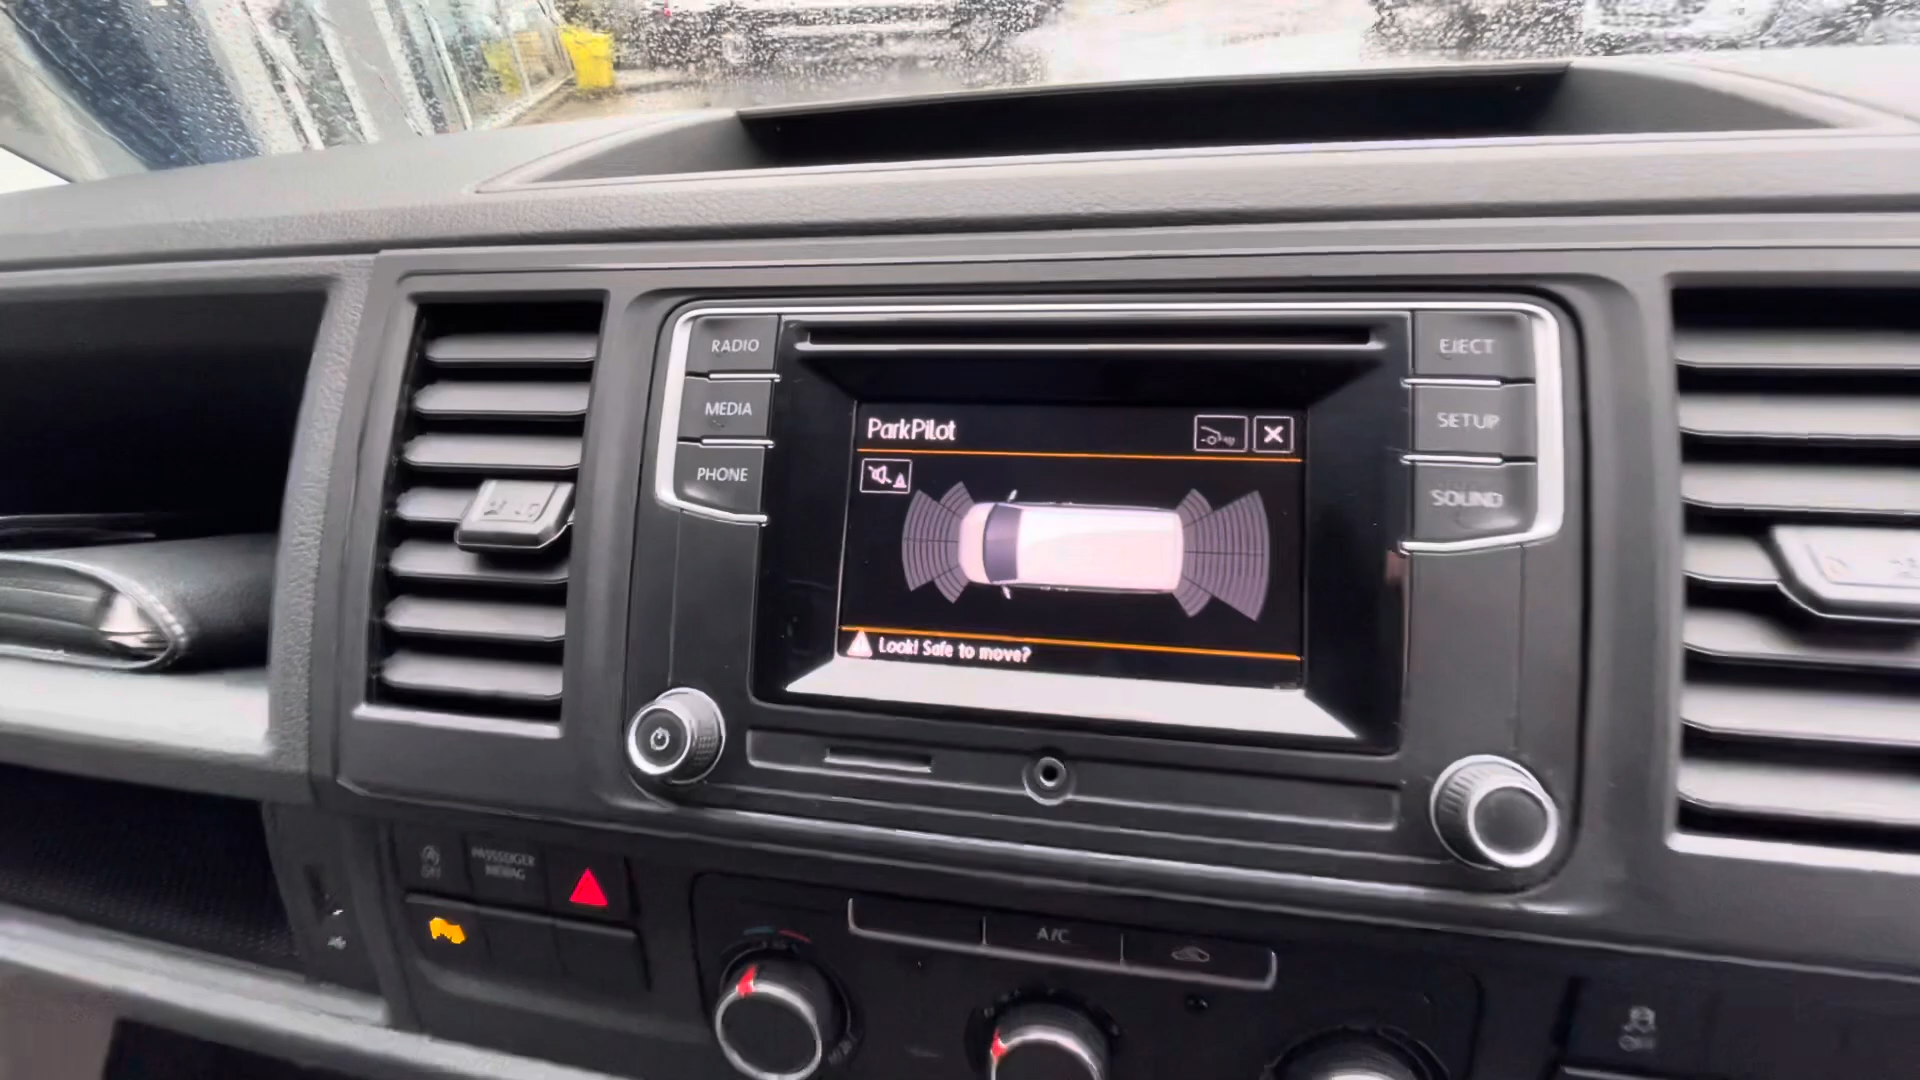 RADIO
MEDIA
PHONE
EJECT
SETUP
SOUND
ParkPilot
Look! Safe to move?
A/C